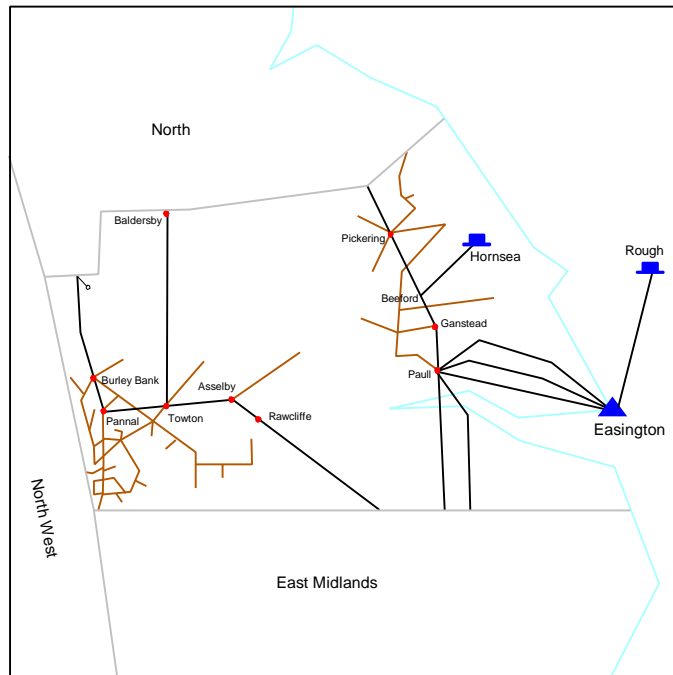 North
Baldersby
Pickering
Hornsea
Rough
Beeford
Ganstead
Paull
Burley Bank
Asselby
Pannal
Towton
Rawcliffe
Easington
North West
East Midlands